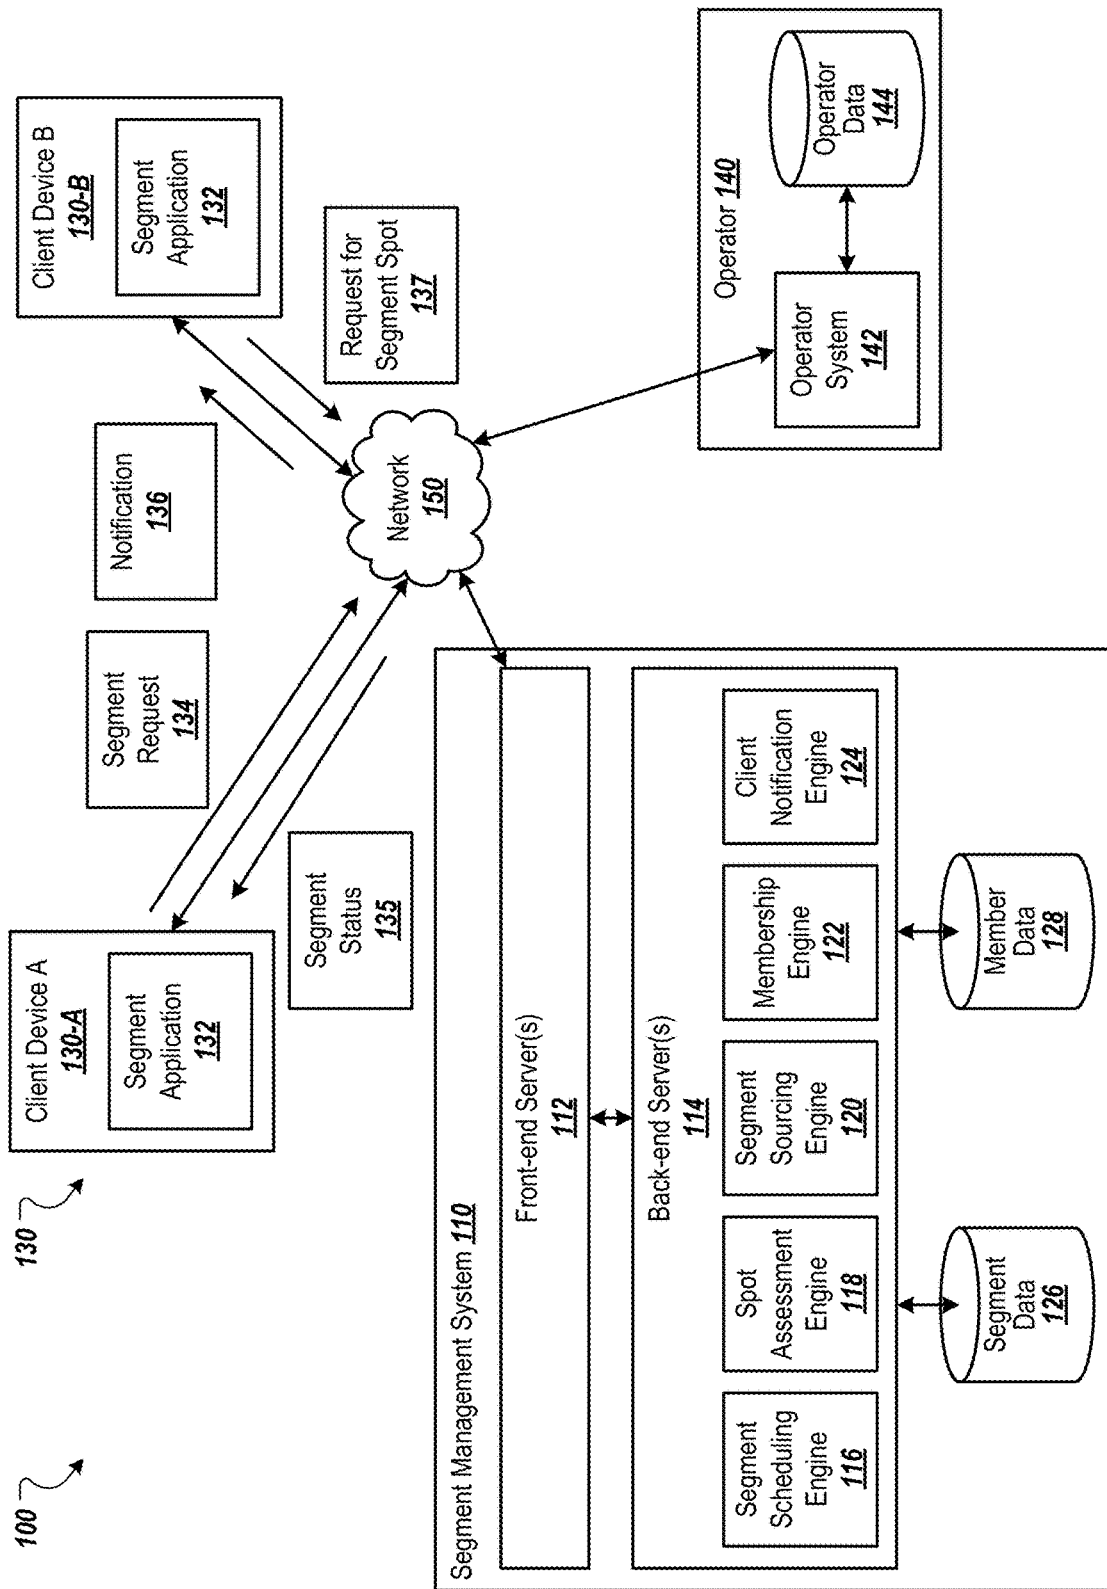 100
130
Client Device A
130-A
Segment
Application
132
Segment
Request
134
Segment
Status
135
Notification
136
Client Device B
130-B
Segment
Application
132
Request for
Segment Spot
137
Network
150
Segment Management System 110
Front-end Server(s)
112
Back-end Server(s)
114
Segment
Scheduling
Engine
116
Spot
Assessment
Engine
118
Segment
Sourcing
Engine
120
Membership
Engine
122
Client
Notification
Engine
124
Segment
Data
126
Member
Data
128
Operator 140
Operator
System
142
Operator
Data
144